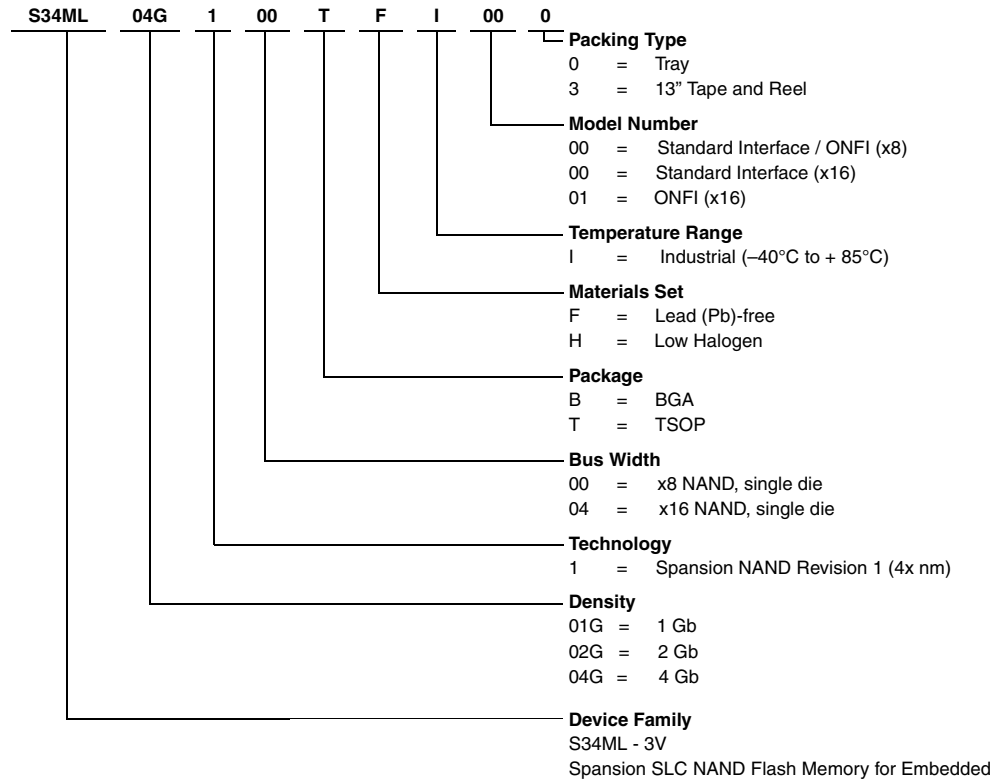 S34ML 04G 1 00 T F I 00 0
Packing Type
0 = Tray
3 = 13” Tape and Reel
Model Number
00 = Standard Interface / ONFI (x8)
00 = Standard Interface (x16)
01 = ONFI (x16)
Temperature Range
I = Industrial (–40°C to + 85°C)
Materials Set
F = Lead (Pb)-free
H = Low Halogen
Package
B = BGA
T = TSOP
Bus Width
00 = x8 NAND, single die
04 = x16 NAND, single die
Technology
1 = Spansion NAND Revision 1 (4x nm)
Density
01G = 1 Gb
02G = 2 Gb
04G = 4 Gb
Device Family
S34ML - 3V
Spansion SLC NAND Flash Memory for Embedded